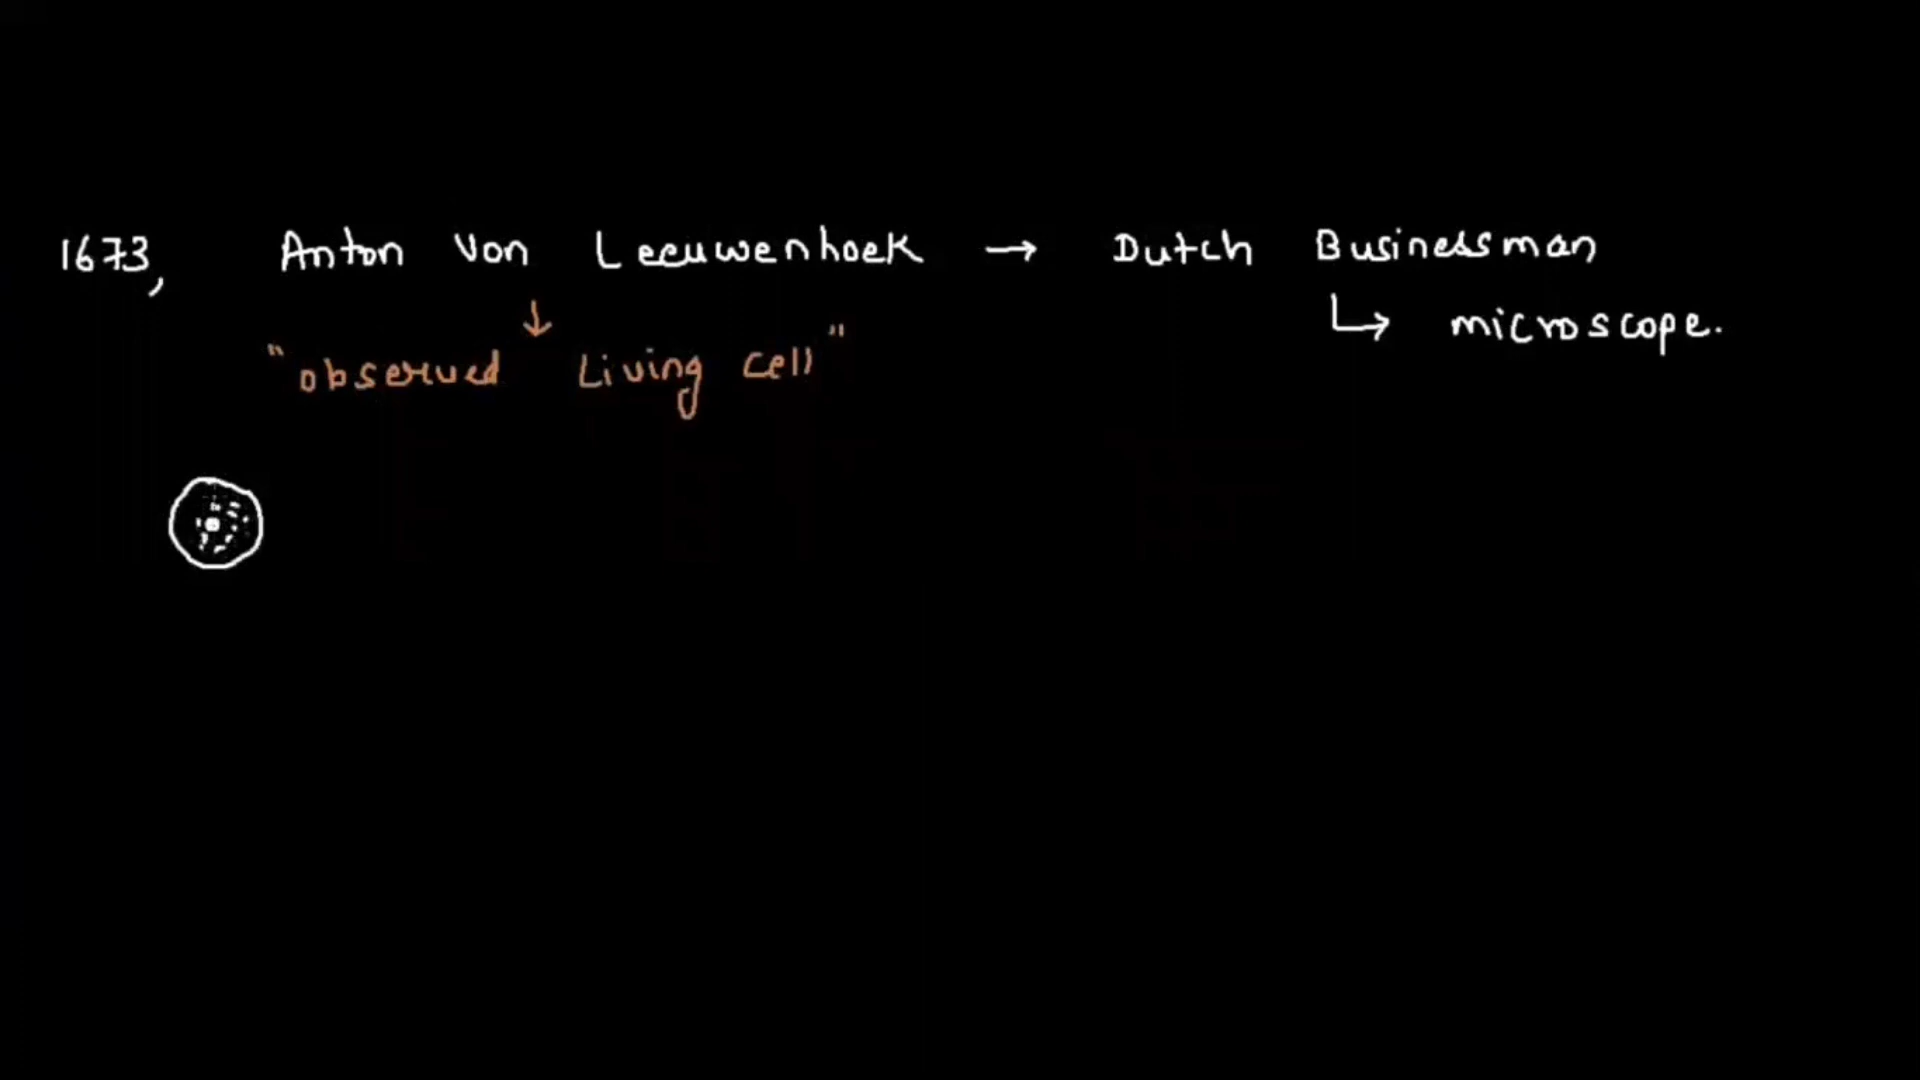 1673, Anton Von Leeuwenhoek → Dutch Businessman
↳ microscope.
"observed Living cell"